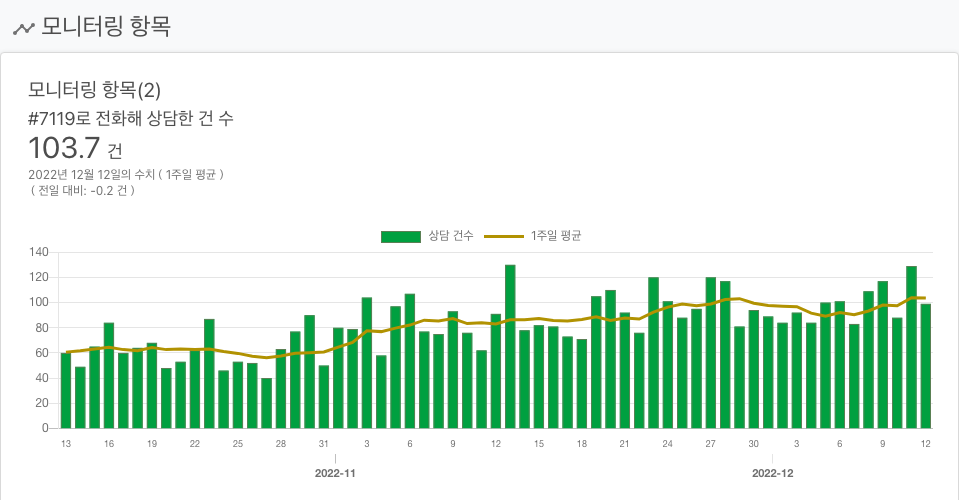 모니터링 항목
모니터링 항목(2)
#7119로 전화해 상담한 건 수
103.7 건
2022년 12월 12일의 수치 ( 1주일 평균 )
( 전일 대비: -0.2 건 )
상담 건수 1주일 평균
140
120
100
80
60
40
20
0
13 16 19 22 25 28 31 3 6 9 12 15 18 21 24 27 30 3 6 9 12
2022-11 2022-12